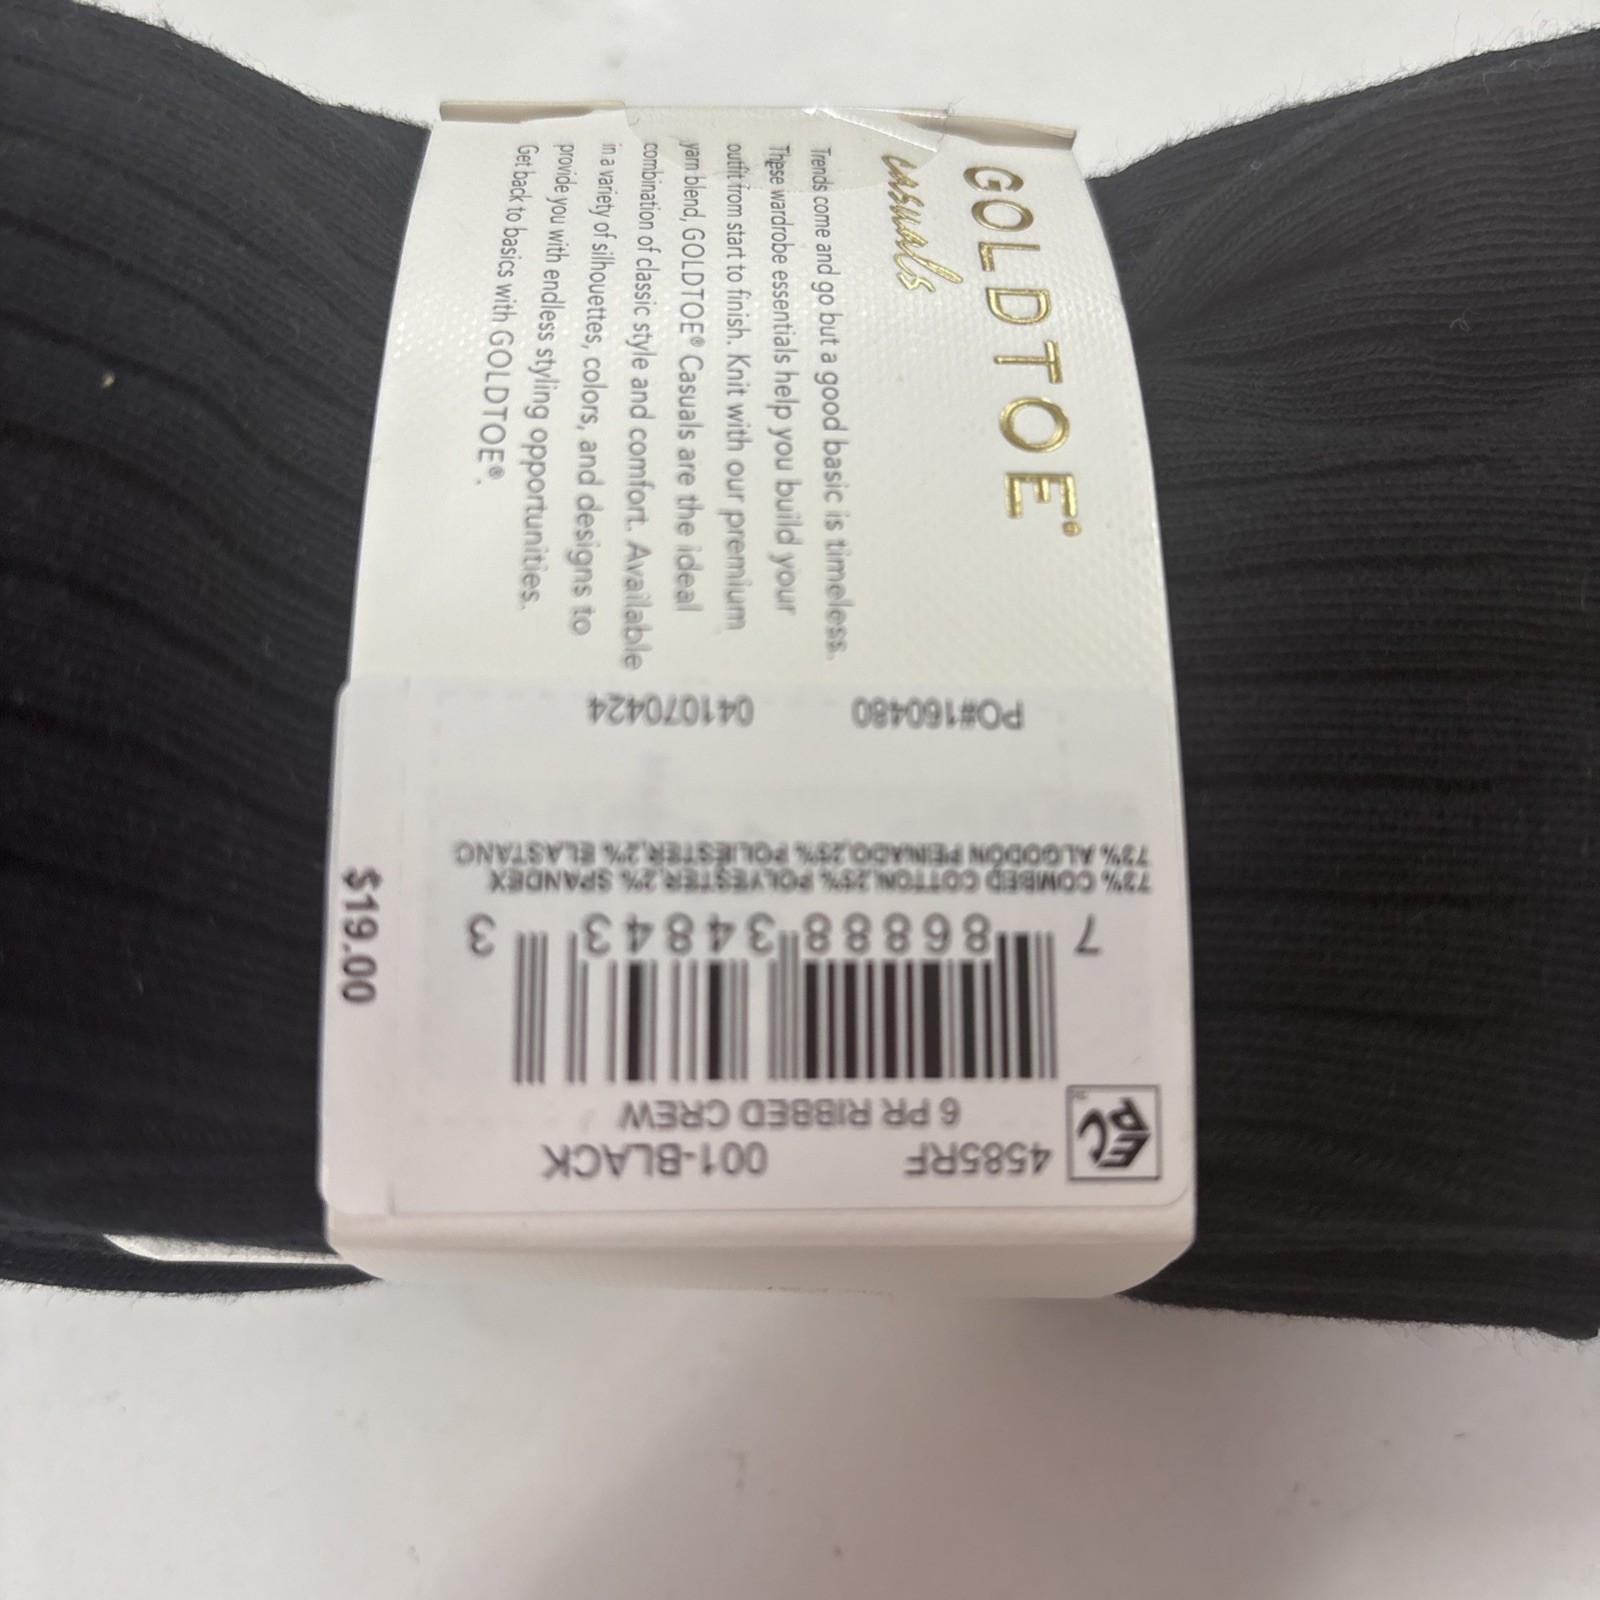 GOLDTOE®
casuals
Trends come and go but a good basic is timeless.
These wardrobe essentials help you build your
outfit from start to finish. Knit with our premium
yarn blend, GOLDTOE® Casuals are the ideal
combination of classic style and comfort. Available
in a variety of silhouettes, colors, and designs to
provide you with endless styling opportunities.
Get back to basics with GOLDTOE®.
4585RF 001-BLACK
6 PR RIBBED CREW
7 86888 34843 3
73% COMBED COTTON,25% POLYESTER,2% SPANDEX
73% ALGODON PEINADO,25% POLIESTER,2% ELASTANO
PO#160480 041070424
$19.00